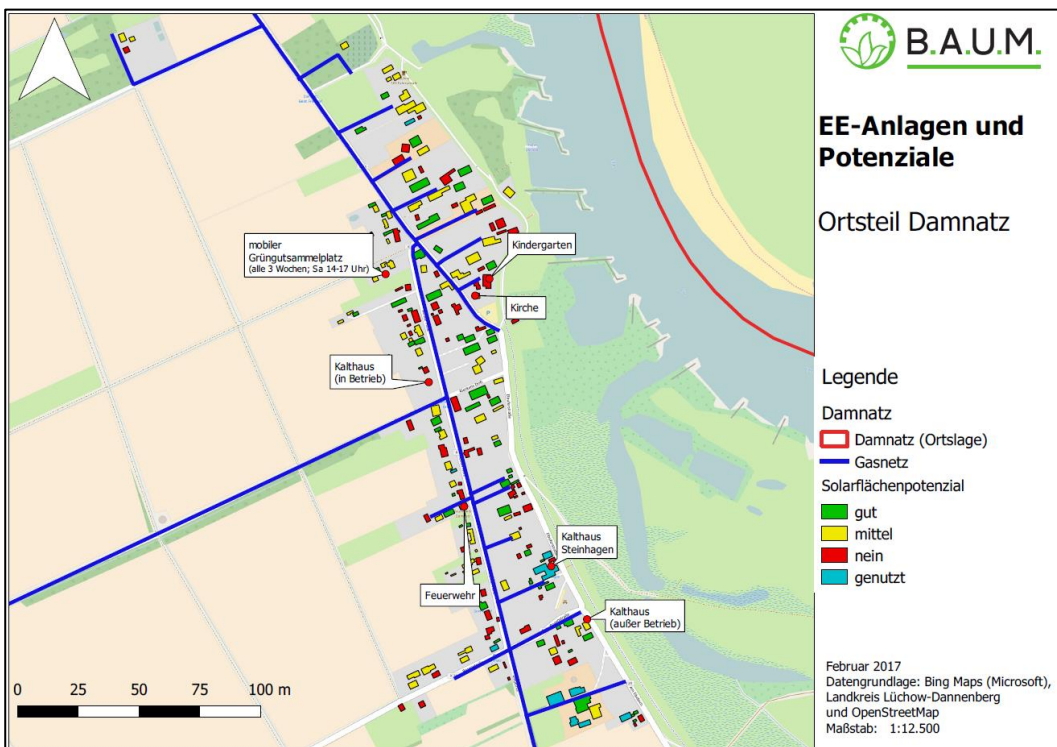 B.A.U.M.
EE-Anlagen und
Potenziale
Ortsteil Damnatz
mobiler
Grüngutsammelplatz
(alle 3 Wochen; Sa 14-17 Uhr)
Kindergarten
Kirche
Kalthaus
(in Betrieb)
Kalthaus
Steinhagen
Feuerwehr
Kalthaus
(außer Betrieb)
0 25 50 75 100 m
Legende
Damnatz
Damnatz (Ortslage)
Gasnetz
Solarflächenpotenzial
gut
mittel
nein
genutzt
Februar 2017
Datengrundlage: Bing Maps (Microsoft),
Landkreis Lüchow-Dannenberg
und OpenStreetMap
Maßstab: 1:12.500